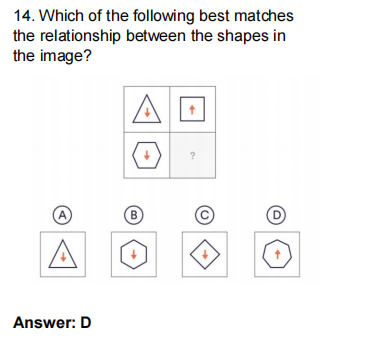 14. Which of the following best matches
the relationship between the shapes in
the image?
?
A B C D
Answer: D